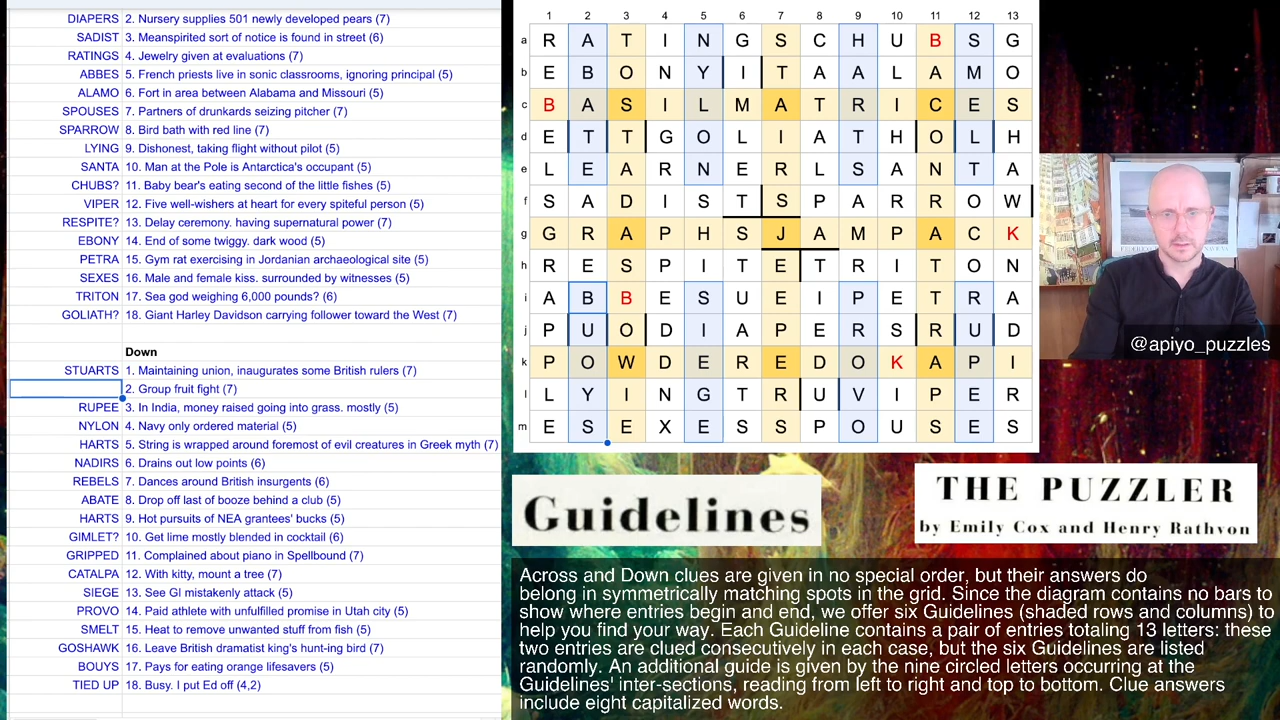 DIAPERS 2. Nursery supplies 501 newly developed pears (7)
SADIST 3. Meanspirited sort of notice is found in street (6)
RATINGS 4. Jewelry given at evaluations (7)
ABBES 5. French priests live in sonic classrooms, ignoring principal (5)
ALAMO 6. Fort in area between Alabama and Missouri (5)
SPOUSES 7. Partners of drunkards seizing pitcher (7)
SPARROW 8. Bird bath with red line (7)
LYING 9. Dishonest, taking flight without pilot (5)
SANTA 10. Man at the Pole is Antarctica's occupant (5)
CHUBS? 11. Baby bear's eating second of the little fishes (5)
VIPER 12. Five well-wishers at heart for every spiteful person (5)
RESPITE? 13. Delay ceremony. having supernatural power (7)
EBONY 14. End of some twiggy. dark wood (5)
PETRA 15. Gym rat exercising in Jordanian archaeological site (5)
SEXES 16. Male and female kiss. surrounded by witnesses (5)
TRITON 17. Sea god weighing 6,000 pounds? (6)
GOLIATH? 18. Giant Harley Davidson carrying follower toward the West (7)
Down
STUARTS 1. Maintaining union, inaugurates some British rulers (7)
2. Group fruit fight (7)
RUPEE 3. In India, money raised going into grass. mostly (5)
NYLON 4. Navy only ordered material (5)
HARTS 5. String is wrapped around foremost of evil creatures in Greek myth (7)
NADIRS 6. Drains out low points (6)
REBELS 7. Dances around British insurgents (6)
ABATE 8. Drop off last of booze behind a club (5)
HARTS 9. Hot pursuits of NEA grantees' bucks (5)
GIMLET? 10. Get lime mostly blended in cocktail (6)
GRIPPED 11. Complained about piano in Spellbound (7)
CATALPA 12. With kitty, mount a tree (7)
SIEGE 13. See GI mistakenly attack (5)
PROVO 14. Paid athlete with unfulfilled promise in Utah city (5)
SMELT 15. Heat to remove unwanted stuff from fish (5)
GOSHAWK 16. Leave British dramatist king's hunt-ing bird (7)
BOUYS 17. Pays for eating orange lifesavers (5)
TIED UP 18. Busy. I put Ed off (4,2)
1 2 3 4 5 6 7 8 9 10 11 12 13
a R A T I N G S C H U B S G
b E B O N Y I T A A L A M O
c B A S I L M A T R I C E S
d E T T G O L I A T H O L H
e L E A R N E R L S A N T A
f S A D I S T S P A R R O W
g G R A P H S J A M P A C K
h R E S P I T E T R I T O N
i A B B E S U E I P E T R A
j P U O D I A P E R S R U D
k P O W D E R E D O K A P I
l L Y I N G T R U V I P E R
m E S E X E S S P O U S E S
@apiyo_puzzles
Guidelines
THE PUZZLER
by Emily Cox and Henry Rathvon
Across and Down clues are given in no special order, but their answers do
belong in symmetrically matching spots in the grid. Since the diagram contains no bars to
show where entries begin and end, we offer six Guidelines (shaded rows and columns) to
help you find your way. Each Guideline contains a pair of entries totaling 13 letters: these
two entries are clued consecutively in each case, but the six Guidelines are listed
randomly. An additional guide is given by the nine circled letters occurring at the
Guidelines' inter-sections, reading from left to right and top to bottom. Clue answers
include eight capitalized words.